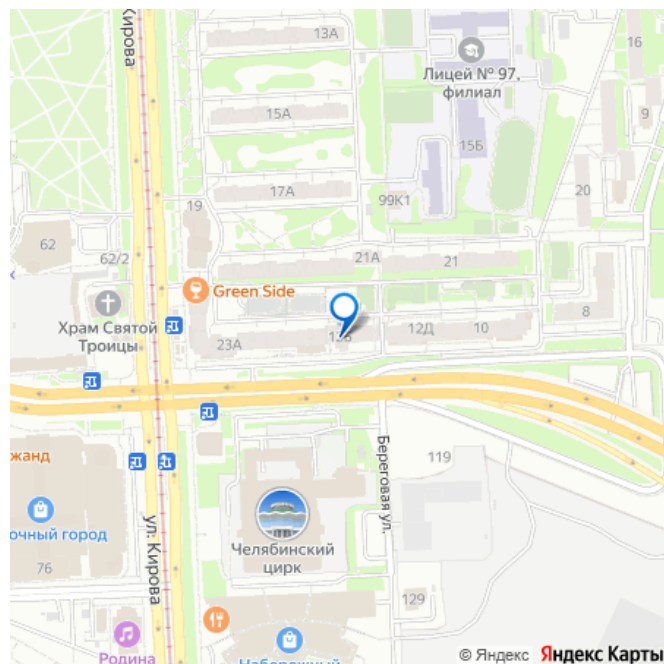 Кирова
13А
16
Лицей № 97,
филиал
9
15А
15Б
17А
99К1
20
19
62
62/2
21А
21
Green Side
Храм Святой
Троицы
8
12Д
10
23А
жанд
Береговая ул.
119
очный город
ул. Кирова
Челябинский
цирк
76
129
Родина
Набережный
© Яндекс Яндекс Карты